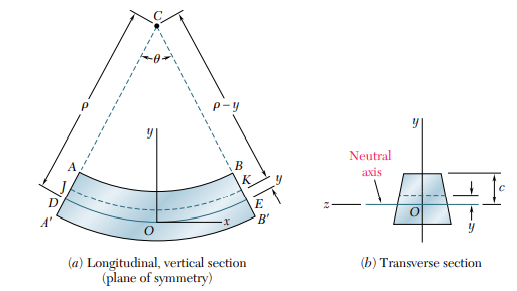 C
θ
ρ
ρ – y
y
y
A
B
Neutral
axis
J
K
y
c
D
E
z
O
A′
x
B′
y
O
(a) Longitudinal, vertical section
(plane of symmetry)
(b) Transverse section